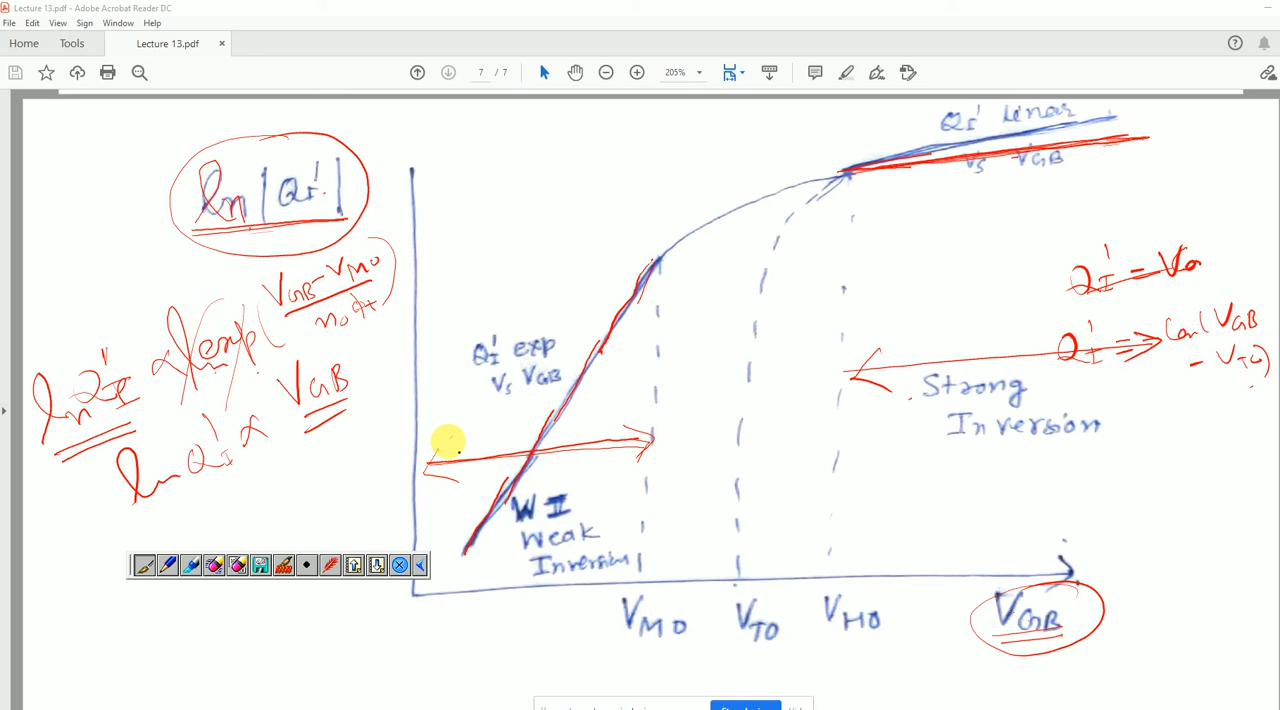 Lecture 13.pdf - Adobe Acrobat Reader DC
File Edit View Sign Window Help
Home Tools Lecture 13.pdf ×
7 / 7 205%
QI' linear
vs VGB
ln |QI'|
VGB-VM0
n0 φt
ln QI' ∝ exp(
ln QI' ∝ VGB
QI' exp
Vs VGB
QI' = VG
QI' = Cox(VGB
- VT0)
Strong
Inversion
WI
Weak
Inversion
VM0 VT0 VH0 VGB